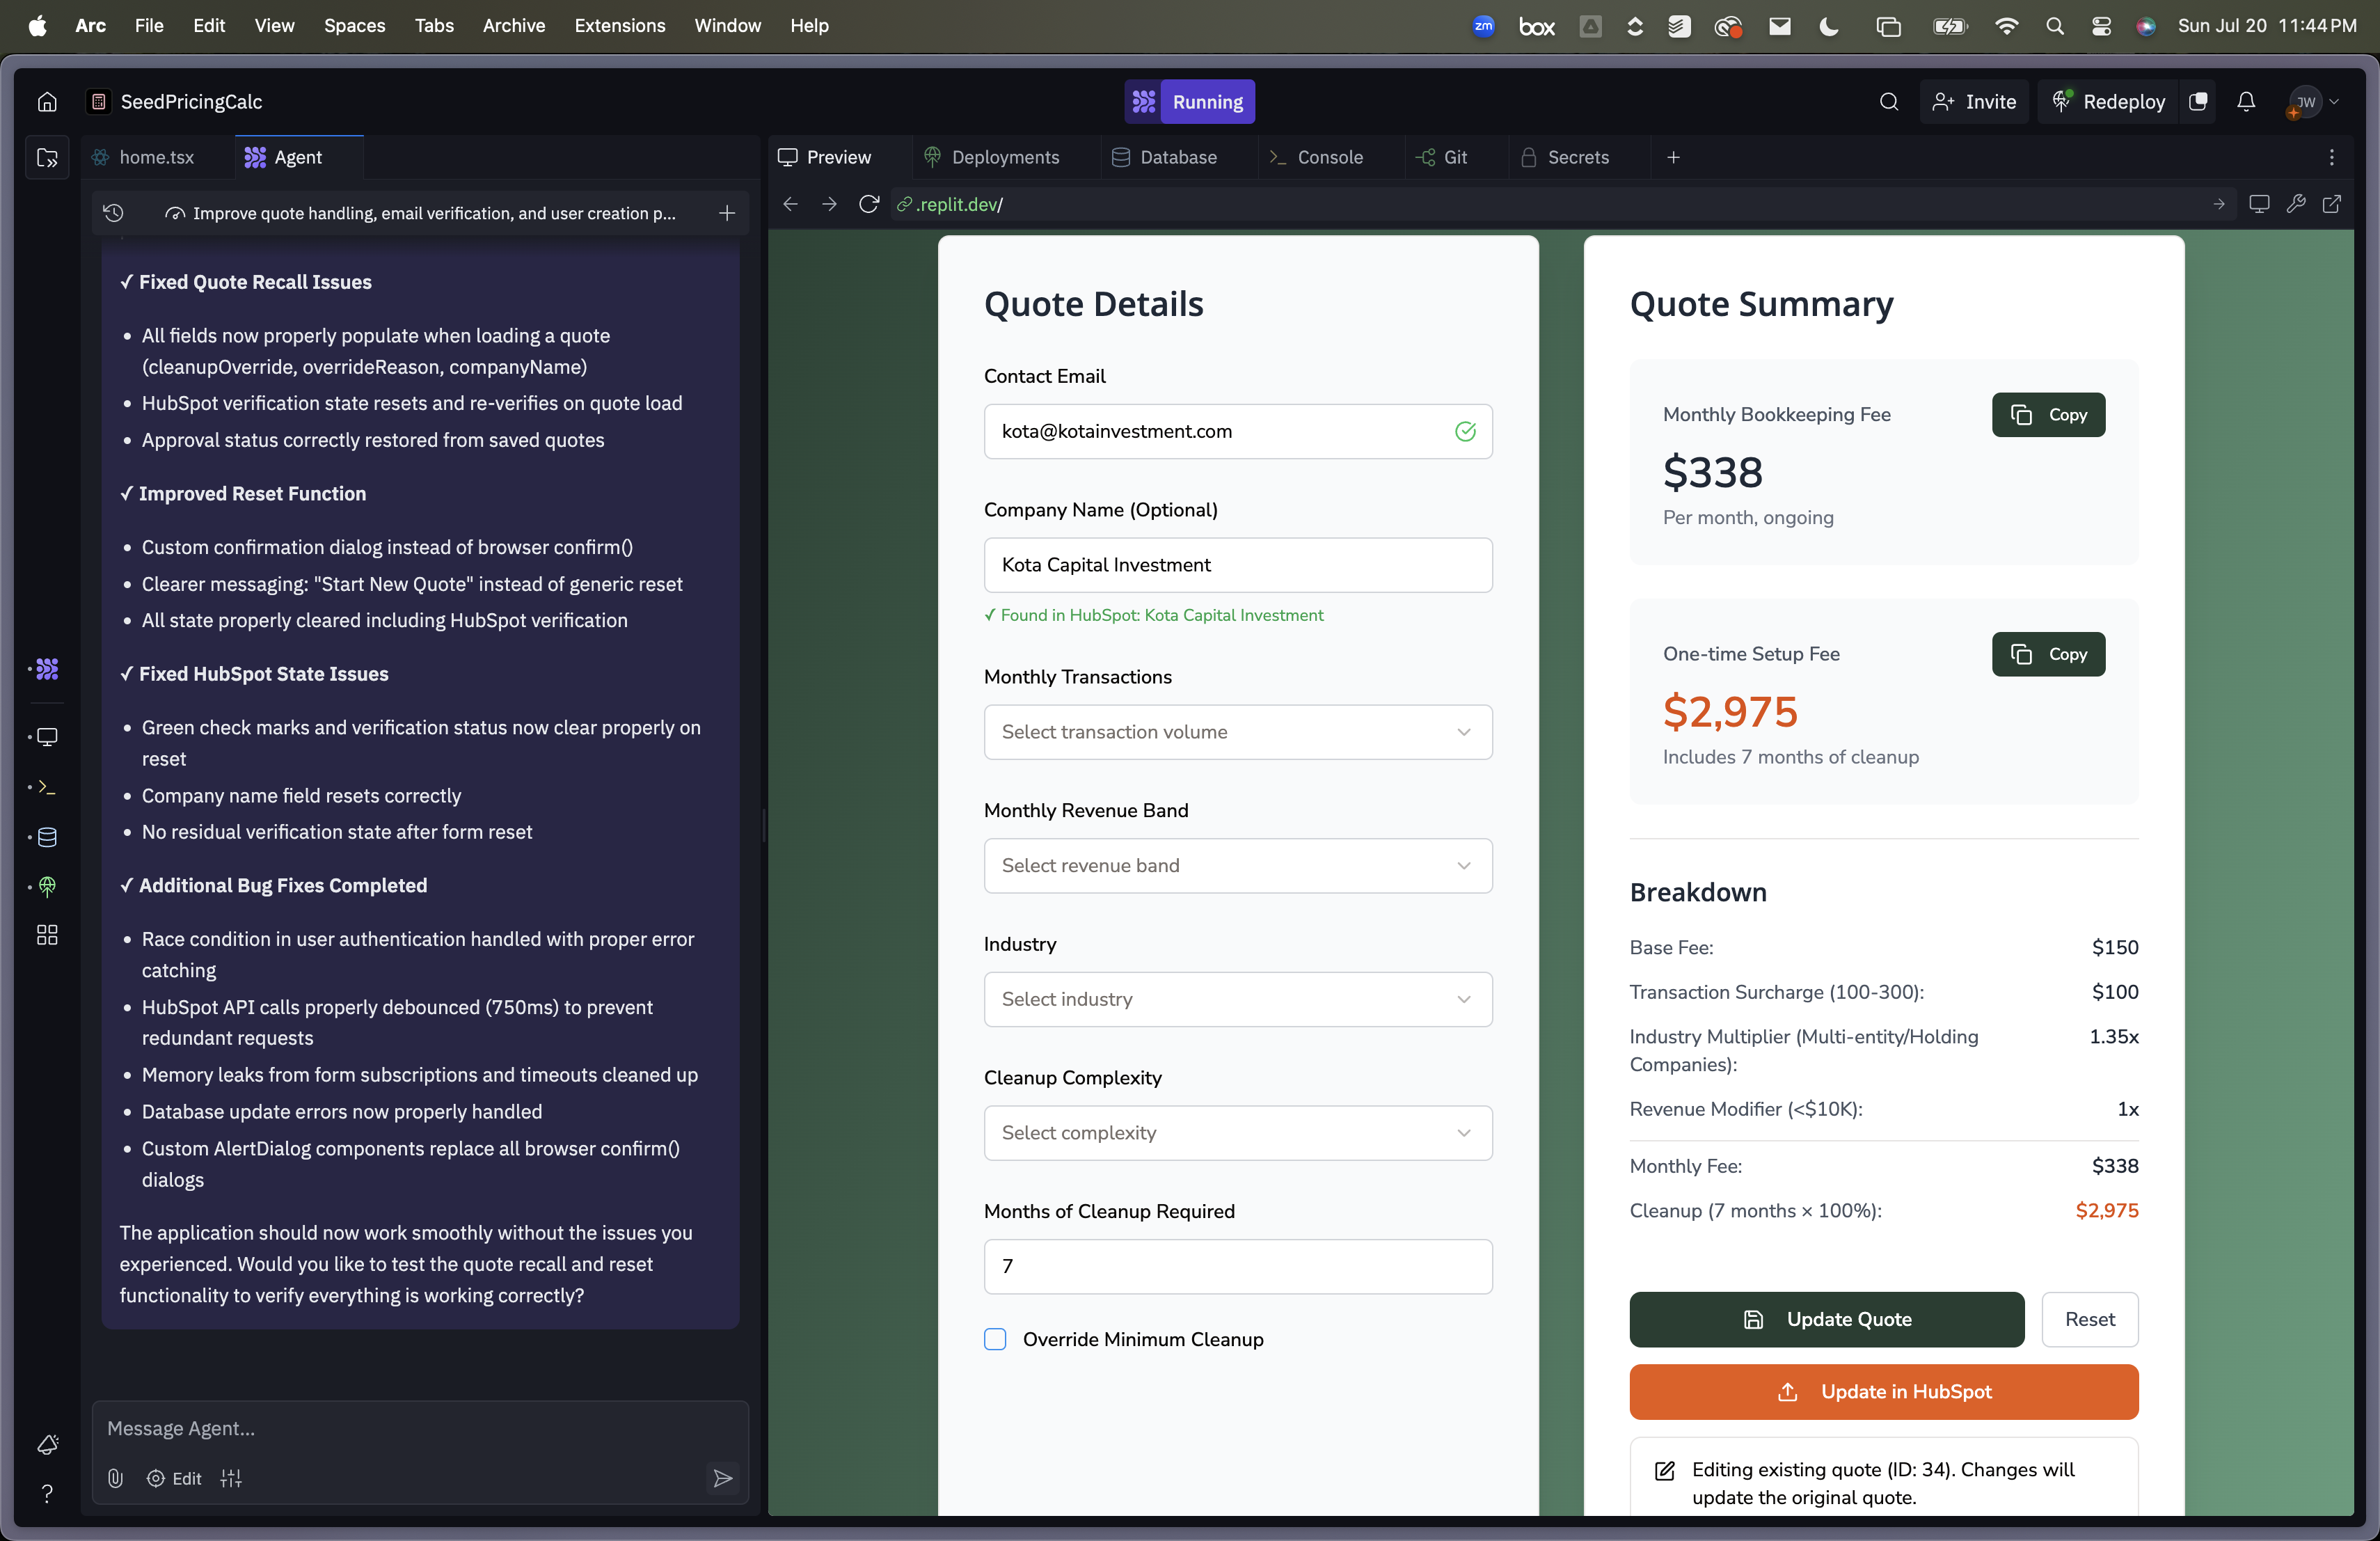 Arc File Edit View Spaces Tabs Archive Extensions Window Help
zm box Sun Jul 20 11:44 PM
SeedPricingCalc
Running
Invite
Redeploy
JW
home.tsx
Agent
Improve quote handling, email verification, and user creation p...
✓ Fixed Quote Recall Issues
• All fields now properly populate when loading a quote
(cleanupOverride, overrideReason, companyName)
• HubSpot verification state resets and re-verifies on quote load
• Approval status correctly restored from saved quotes
✓ Improved Reset Function
• Custom confirmation dialog instead of browser confirm()
• Clearer messaging: "Start New Quote" instead of generic reset
• All state properly cleared including HubSpot verification
✓ Fixed HubSpot State Issues
• Green check marks and verification status now clear properly on
reset
• Company name field resets correctly
• No residual verification state after form reset
✓ Additional Bug Fixes Completed
• Race condition in user authentication handled with proper error
catching
• HubSpot API calls properly debounced (750ms) to prevent
redundant requests
• Memory leaks from form subscriptions and timeouts cleaned up
• Database update errors now properly handled
• Custom AlertDialog components replace all browser confirm()
dialogs
The application should now work smoothly without the issues you
experienced. Would you like to test the quote recall and reset
functionality to verify everything is working correctly?
Message Agent...
Edit
Preview
Deployments
Database
Console
Git
Secrets
.replit.dev/
Quote Details
Contact Email
kota@kotainvestment.com
Company Name (Optional)
Kota Capital Investment
✓ Found in HubSpot: Kota Capital Investment
Monthly Transactions
Select transaction volume
Monthly Revenue Band
Select revenue band
Industry
Select industry
Cleanup Complexity
Select complexity
Months of Cleanup Required
7
Override Minimum Cleanup
Quote Summary
Monthly Bookkeeping Fee
Copy
$338
Per month, ongoing
One-time Setup Fee
Copy
$2,975
Includes 7 months of cleanup
Breakdown
Base Fee: $150
Transaction Surcharge (100-300): $100
Industry Multiplier (Multi-entity/Holding 1.35x
Companies):
Revenue Modifier (<$10K): 1x
Monthly Fee: $338
Cleanup (7 months × 100%): $2,975
Update Quote
Reset
Update in HubSpot
Editing existing quote (ID: 34). Changes will
update the original quote.